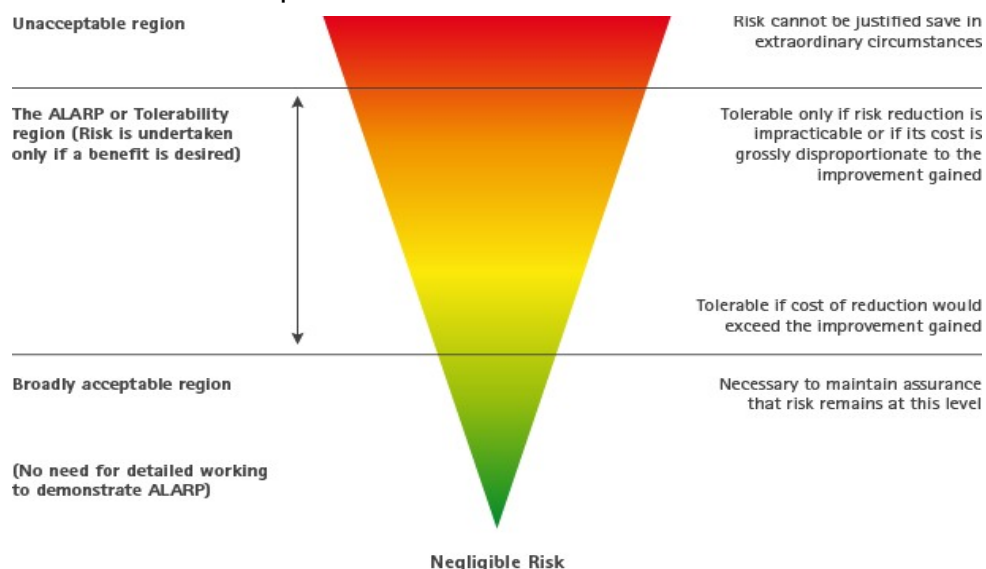 Unacceptable region
Risk cannot be justified save in
extraordinary circumstances
The ALARP or Tolerability
region (Risk is undertaken
only if a benefit is desired)
Tolerable only if risk reduction is
impracticable or if its cost is
grossly disproportionate to the
improvement gained
Tolerable if cost of reduction would
exceed the improvement gained
Broadly acceptable region
Necessary to maintain assurance
that risk remains at this level
(No need for detailed working
to demonstrate ALARP)
Negligible Risk